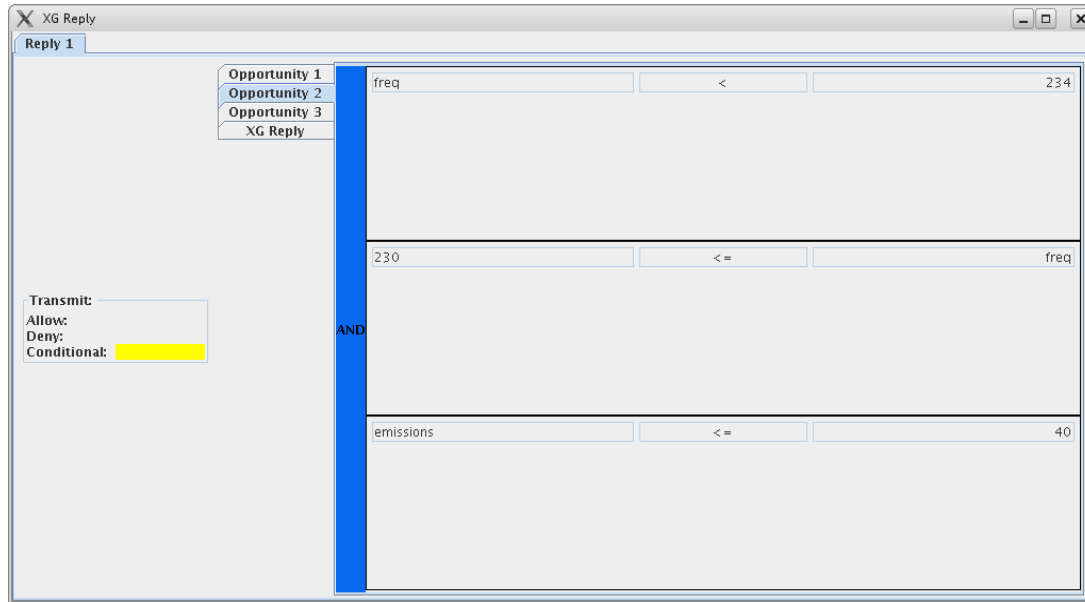 XG Reply
Reply 1
Opportunity 1
Opportunity 2
Opportunity 3
XG Reply
Transmit:
Allow:
Deny:
Conditional:
AND
freq < 234
230 <= freq
emissions <= 40